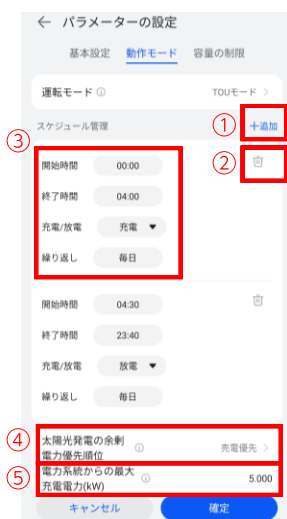 ← パラメーターの設定
基本設定 動作モード 容量の制限
運転モード TOUモード >
① 
スケジュール管理 +追加
③ ②
開始時間 00:00
終了時間 04:00
充電/放電 充電 ▼
繰り返し 毎日
開始時間 04:30
終了時間 23:40
充電/放電 放電 ▼
繰り返し 毎日
④ 太陽光発電の余剰
電力優先順位 売電優先 >
⑤ 電力系統からの最大
充電電力(kW) 5.000
キャンセル 確定